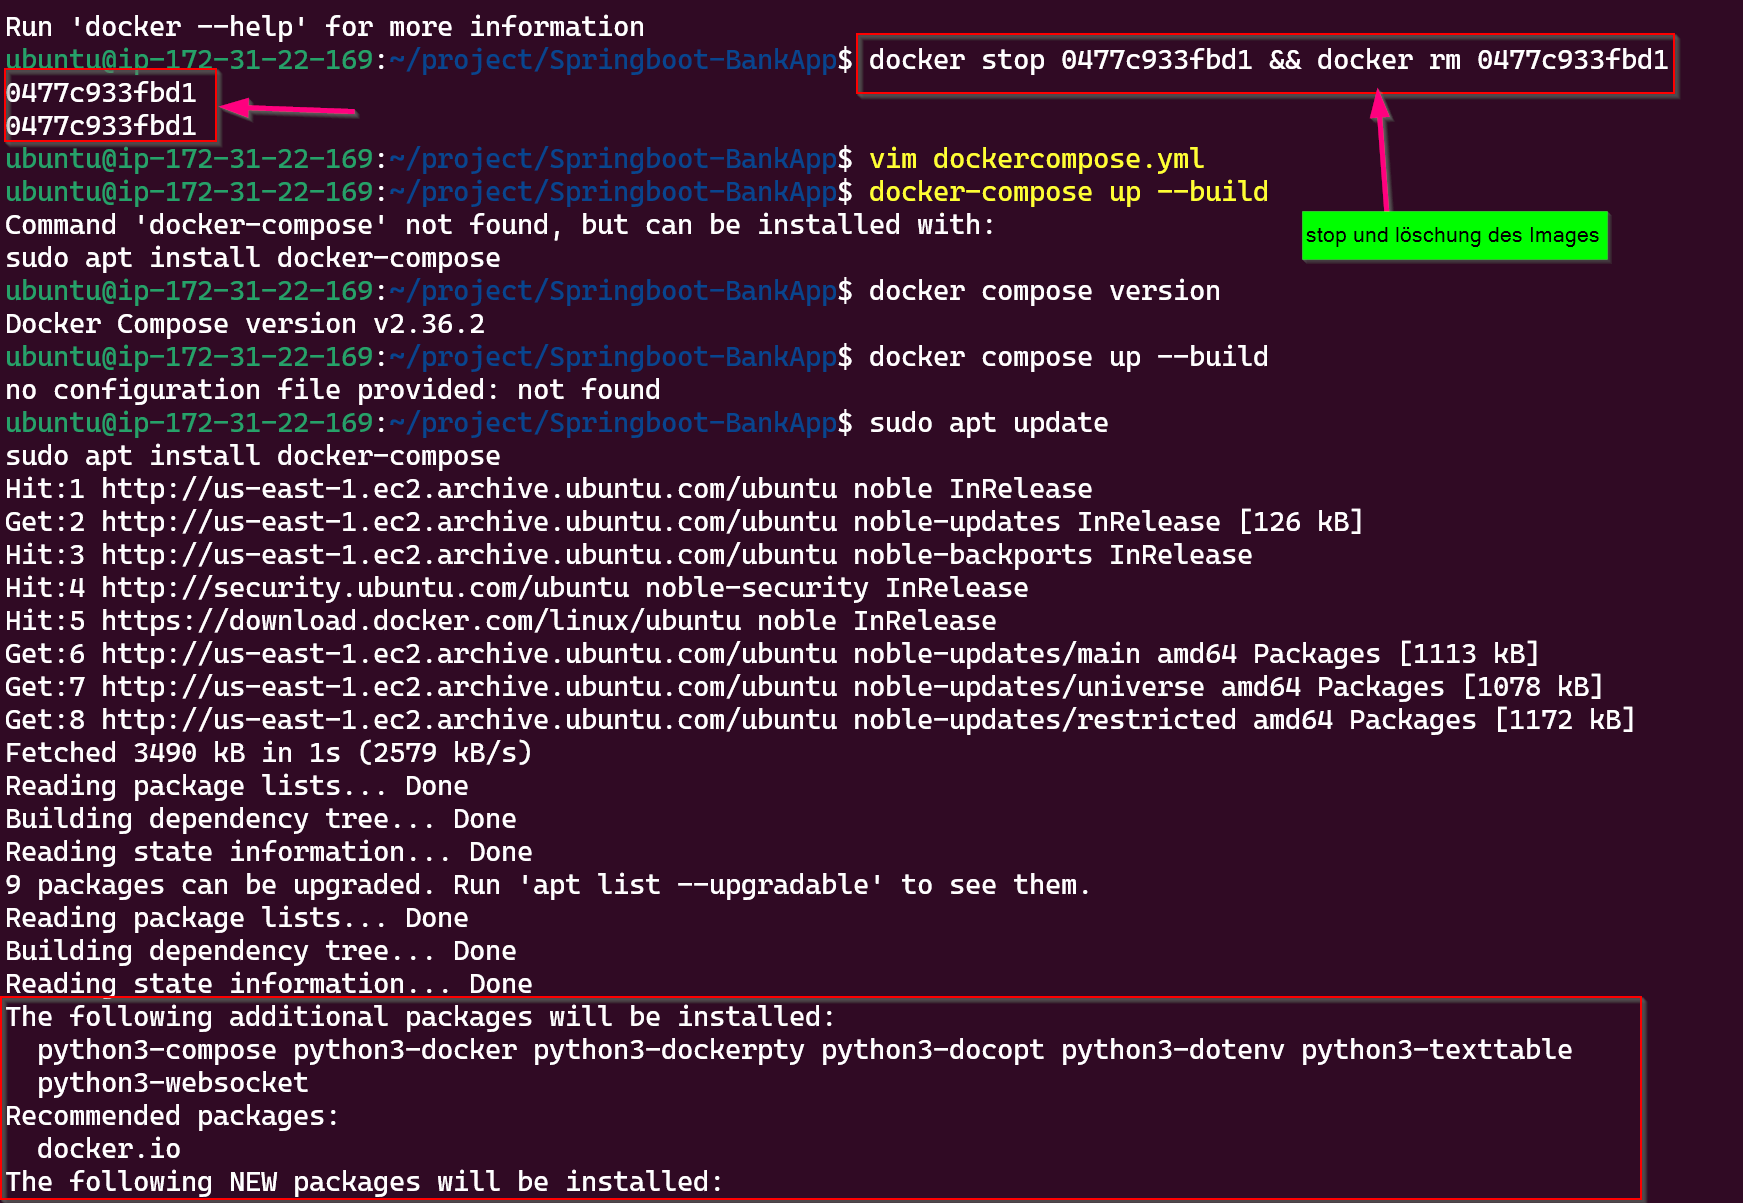 Run 'docker --help' for more information
ubuntu@ip-172-31-22-169:~/project/Springboot-BankApp$ docker stop 0477c933fbd1 && docker rm 0477c933fbd1
0477c933fbd1
0477c933fbd1
ubuntu@ip-172-31-22-169:~/project/Springboot-BankApp$ vim dockercompose.yml
ubuntu@ip-172-31-22-169:~/project/Springboot-BankApp$ docker-compose up --build
Command 'docker-compose' not found, but can be installed with:
stop und löschung des Images
sudo apt install docker-compose
ubuntu@ip-172-31-22-169:~/project/Springboot-BankApp$ docker compose version
Docker Compose version v2.36.2
ubuntu@ip-172-31-22-169:~/project/Springboot-BankApp$ docker compose up --build
no configuration file provided: not found
ubuntu@ip-172-31-22-169:~/project/Springboot-BankApp$ sudo apt update
sudo apt install docker-compose
Hit:1 http://us-east-1.ec2.archive.ubuntu.com/ubuntu noble InRelease
Get:2 http://us-east-1.ec2.archive.ubuntu.com/ubuntu noble-updates InRelease [126 kB]
Hit:3 http://us-east-1.ec2.archive.ubuntu.com/ubuntu noble-backports InRelease
Hit:4 http://security.ubuntu.com/ubuntu noble-security InRelease
Hit:5 https://download.docker.com/linux/ubuntu noble InRelease
Get:6 http://us-east-1.ec2.archive.ubuntu.com/ubuntu noble-updates/main amd64 Packages [1113 kB]
Get:7 http://us-east-1.ec2.archive.ubuntu.com/ubuntu noble-updates/universe amd64 Packages [1078 kB]
Get:8 http://us-east-1.ec2.archive.ubuntu.com/ubuntu noble-updates/restricted amd64 Packages [1172 kB]
Fetched 3490 kB in 1s (2579 kB/s)
Reading package lists... Done
Building dependency tree... Done
Reading state information... Done
9 packages can be upgraded. Run 'apt list --upgradable' to see them.
Reading package lists... Done
Building dependency tree... Done
Reading state information... Done
The following additional packages will be installed:
python3-compose python3-docker python3-dockerpty python3-docopt python3-dotenv python3-texttable
python3-websocket
Recommended packages:
docker.io
The following NEW packages will be installed: